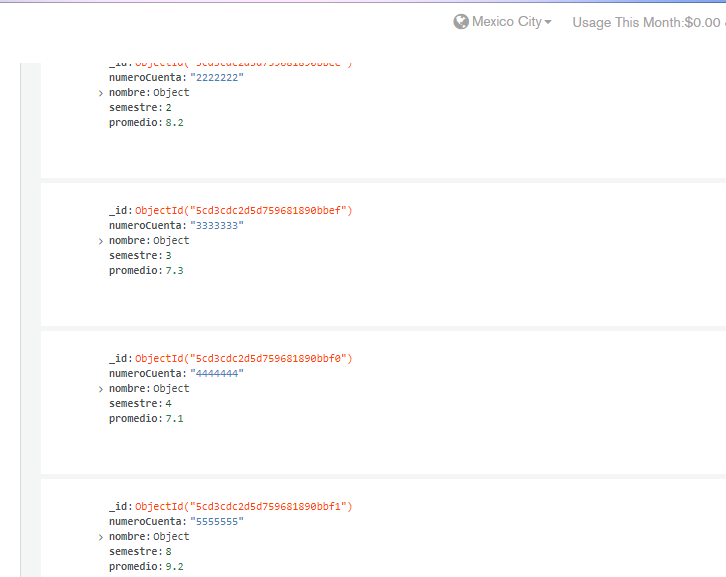 Mexico City
Usage This Month:$0.00
numeroCuenta: "2222222"
> nombre: Object
semestre: 2
promedio: 8.2
_id: ObjectId("5cd3cdc2d5d759681890bbef")
numeroCuenta: "3333333"
> nombre: Object
semestre: 3
promedio: 7.3
_id: ObjectId("5cd3cdc2d5d759681890bbf0")
numeroCuenta: "4444444"
> nombre: Object
semestre: 4
promedio: 7.1
_id: ObjectId("5cd3cdc2d5d759681890bbf1")
numeroCuenta: "5555555"
> nombre: Object
semestre: 8
promedio: 9.2